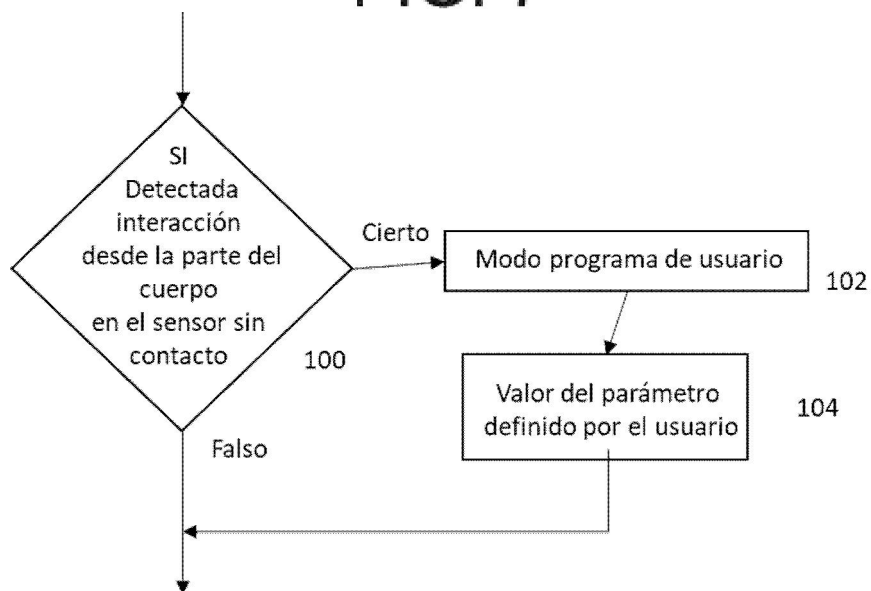 SI
Detectada
interacción
desde la parte del
cuerpo
en el sensor sin
contacto
100
Cierto
Modo programa de usuario
102
Valor del parámetro
definido por el usuario
104
Falso